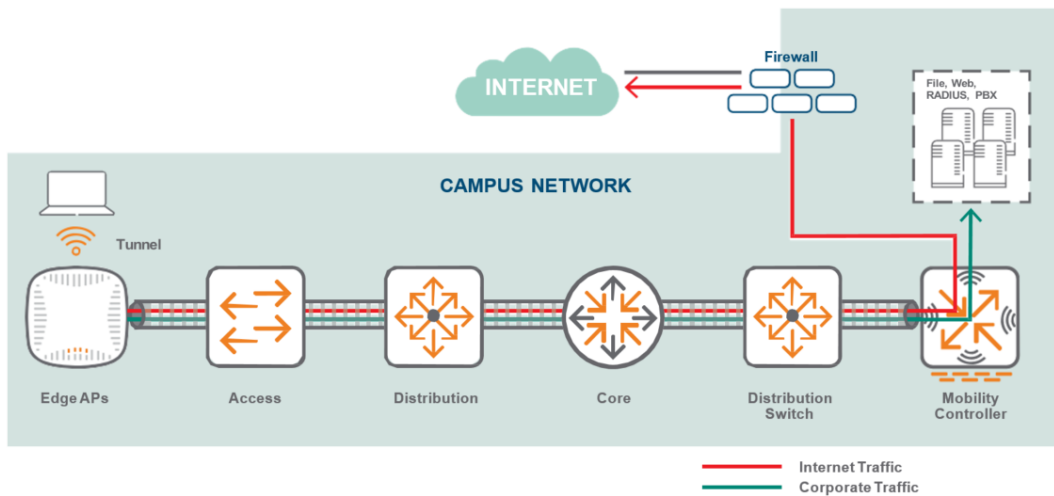 Firewall
INTERNET
File, Web,
RADIUS, PBX
CAMPUS NETWORK
Tunnel
Edge APs
Access
Distribution
Core
Distribution
Switch
Mobility
Controller
Internet Traffic
Corporate Traffic